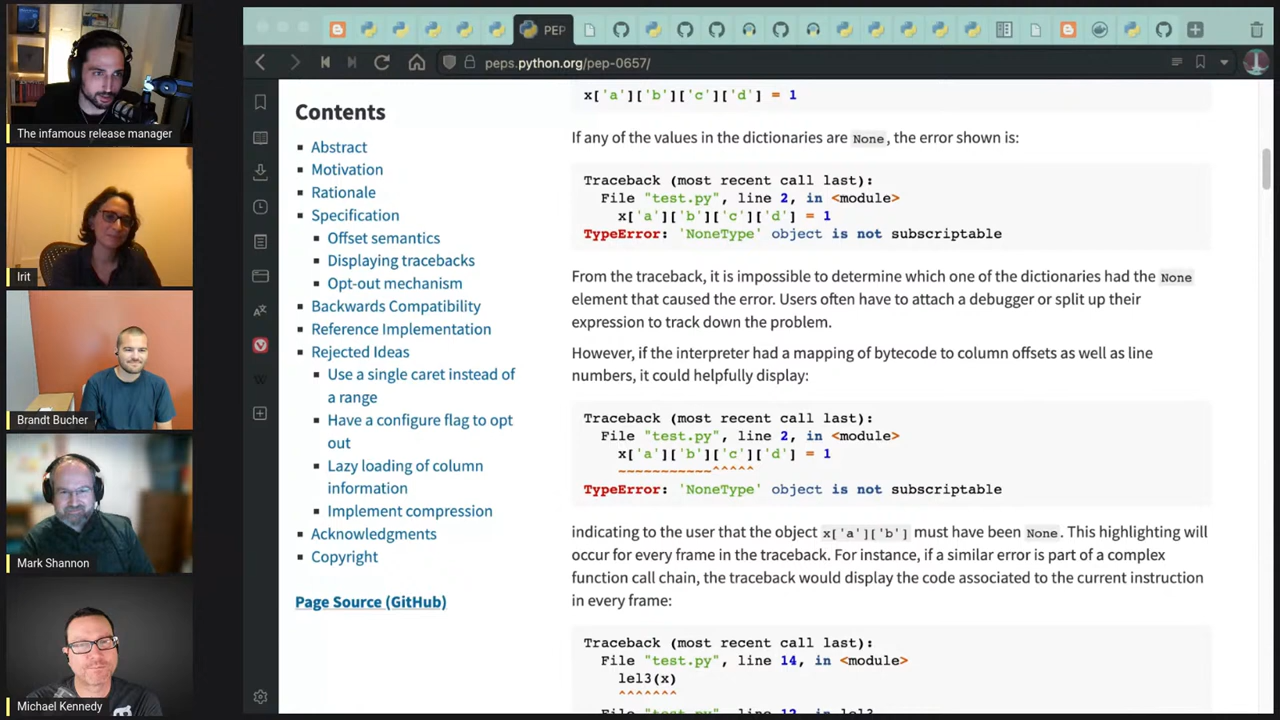 The infamous release manager
Irit
Brandt Bucher
Mark Shannon
Michael Kennedy
PEP
peps.python.org/pep-0657/
Contents
Abstract
Motivation
Rationale
Specification
Offset semantics
Displaying tracebacks
Opt-out mechanism
Backwards Compatibility
Reference Implementation
Rejected Ideas
Use a single caret instead of
a range
Have a configure flag to opt
out
Lazy loading of column
information
Implement compression
Acknowledgments
Copyright
Page Source (GitHub)
x['a']['b']['c']['d'] = 1
If any of the values in the dictionaries are None, the error shown is:
Traceback (most recent call last):
File "test.py", line 2, in <module>
x['a']['b']['c']['d'] = 1
TypeError: 'NoneType' object is not subscriptable
From the traceback, it is impossible to determine which one of the dictionaries had the None
element that caused the error. Users often have to attach a debugger or split up their
expression to track down the problem.
However, if the interpreter had a mapping of bytecode to column offsets as well as line
numbers, it could helpfully display:
Traceback (most recent call last):
File "test.py", line 2, in <module>
x['a']['b']['c']['d'] = 1
~~~~~~~~~~~^^^^^
TypeError: 'NoneType' object is not subscriptable
indicating to the user that the object x['a']['b'] must have been None. This highlighting will
occur for every frame in the traceback. For instance, if a similar error is part of a complex
function call chain, the traceback would display the code associated to the current instruction
in every frame:
Traceback (most recent call last):
File "test.py", line 14, in <module>
lel3(x)
^^^^^^^